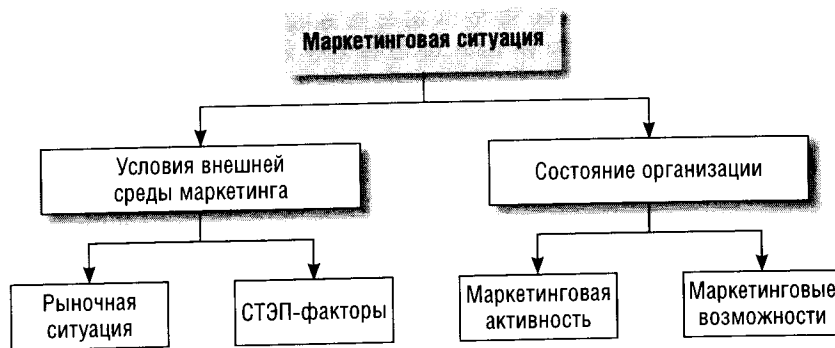 Маркетинговая ситуация
Условия внешней
среды маркетинга
Состояние организации
Рыночная
ситуация
СТЭП-факторы
Маркетинговая
активность
Маркетинговые
возможности